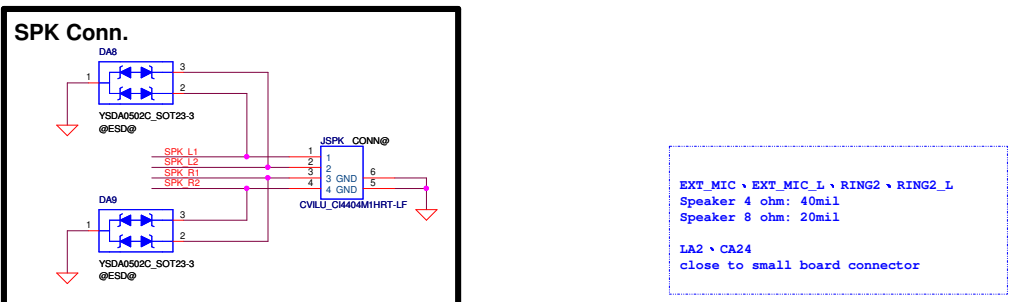 SPK Conn.
DA8
1
3
2
YSDA0502C_SOT23-3
@ESD@
JSPK CONN@
SPK_L1 1 1
SPK_L2 2 2
SPK_R1 3 3 GND 6
SPK_R2 4 4 GND 5
CVILU_CI4404M1HRT-LF
DA9
1
3
2
YSDA0502C_SOT23-3
@ESD@
EXT_MIC、EXT_MIC_L、RING2、RING2_L
Speaker 4 ohm: 40mil
Speaker 8 ohm: 20mil
LA2、CA24
close to small board connector